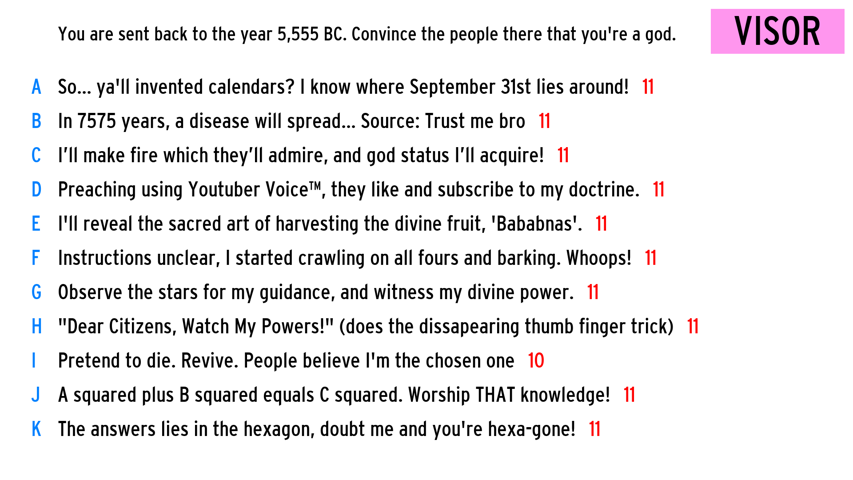 You are sent back to the year 5,555 BC. Convince the people there that you're a god.
VISOR
A So... ya'll invented calendars? I know where September 31st lies around! 11
B In 7575 years, a disease will spread... Source: Trust me bro 11
C I’ll make fire which they’ll admire, and god status I’ll acquire! 11
D Preaching using Youtuber Voice™, they like and subscribe to my doctrine. 11
E I'll reveal the sacred art of harvesting the divine fruit, 'Bababnas'. 11
F Instructions unclear, I started crawling on all fours and barking. Whoops! 11
G Observe the stars for my guidance, and witness my divine power. 11
H "Dear Citizens, Watch My Powers!" (does the dissapearing thumb finger trick) 11
I Pretend to die. Revive. People believe I'm the chosen one 10
J A squared plus B squared equals C squared. Worship THAT knowledge! 11
K The answers lies in the hexagon, doubt me and you're hexa-gone! 11